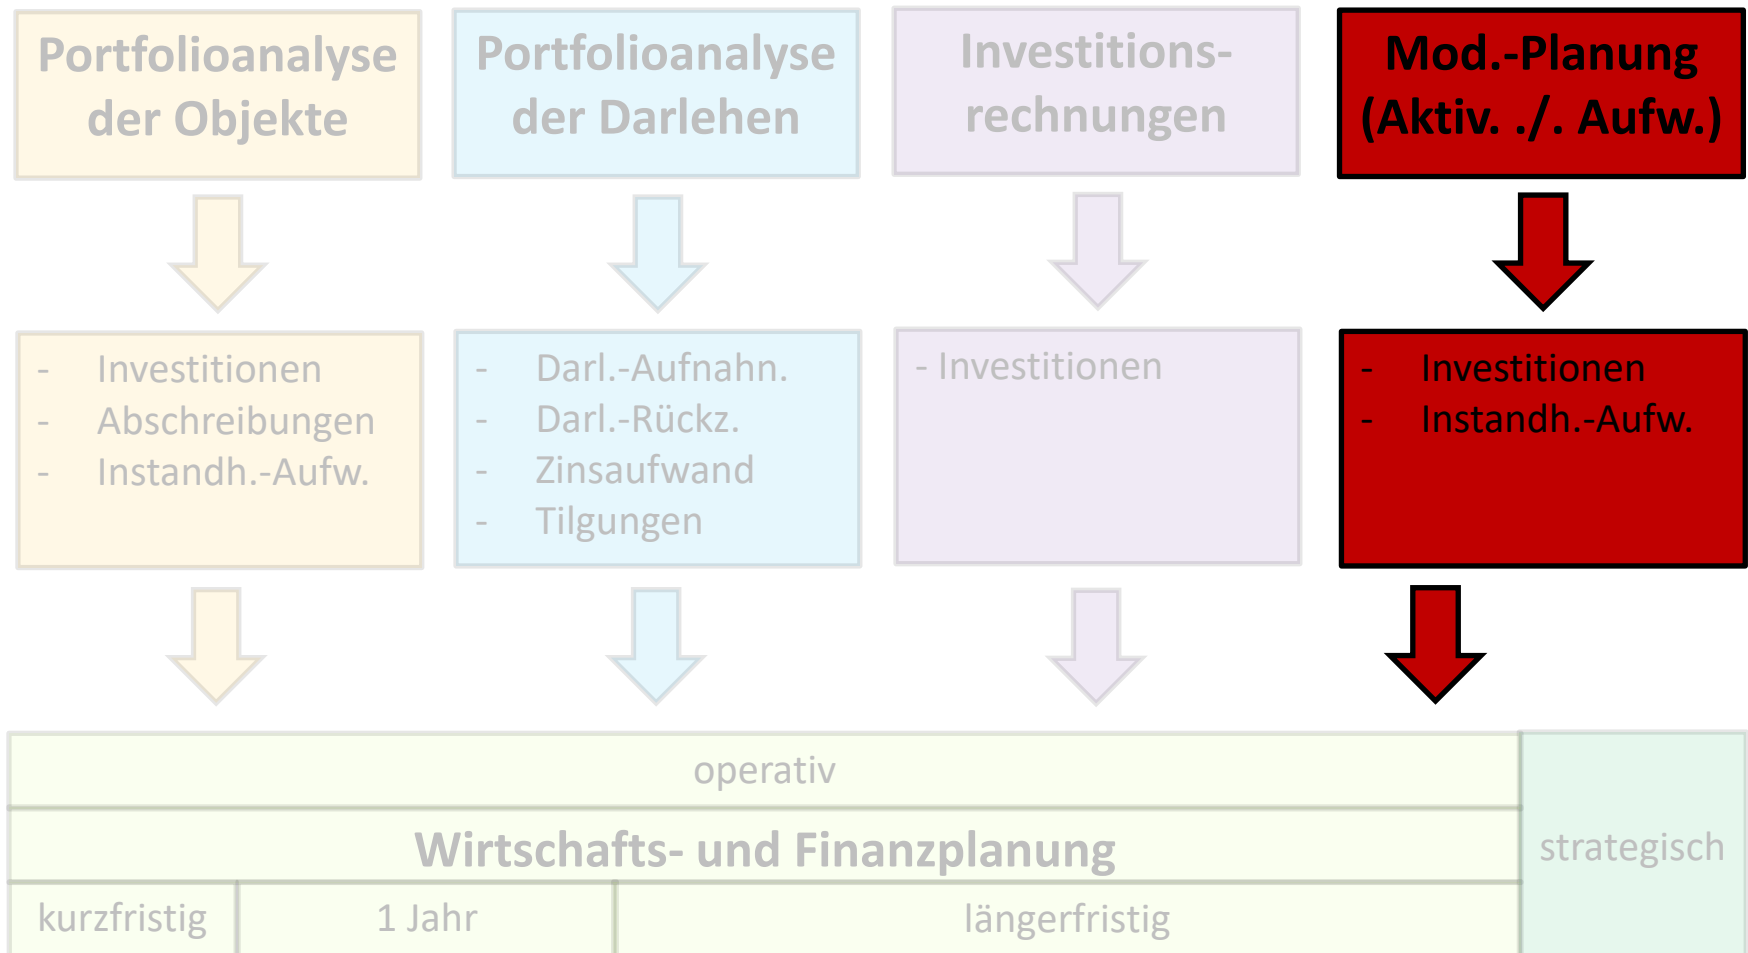 Portfolioanalyse
der Objekte
Portfolioanalyse
der Darlehen
Investitions-
rechnungen
Mod.-Planung
(Aktiv. ./. Aufw.)
- Investitionen
- Abschreibungen
- Instandh.-Aufw.
- Darl.-Aufnahn.
- Darl.-Rückz.
- Zinsaufwand
- Tilgungen
- Investitionen
- Investitionen
- Instandh.-Aufw.
operativ
Wirtschafts- und Finanzplanung
strategisch
kurzfristig
1 Jahr
längerfristig